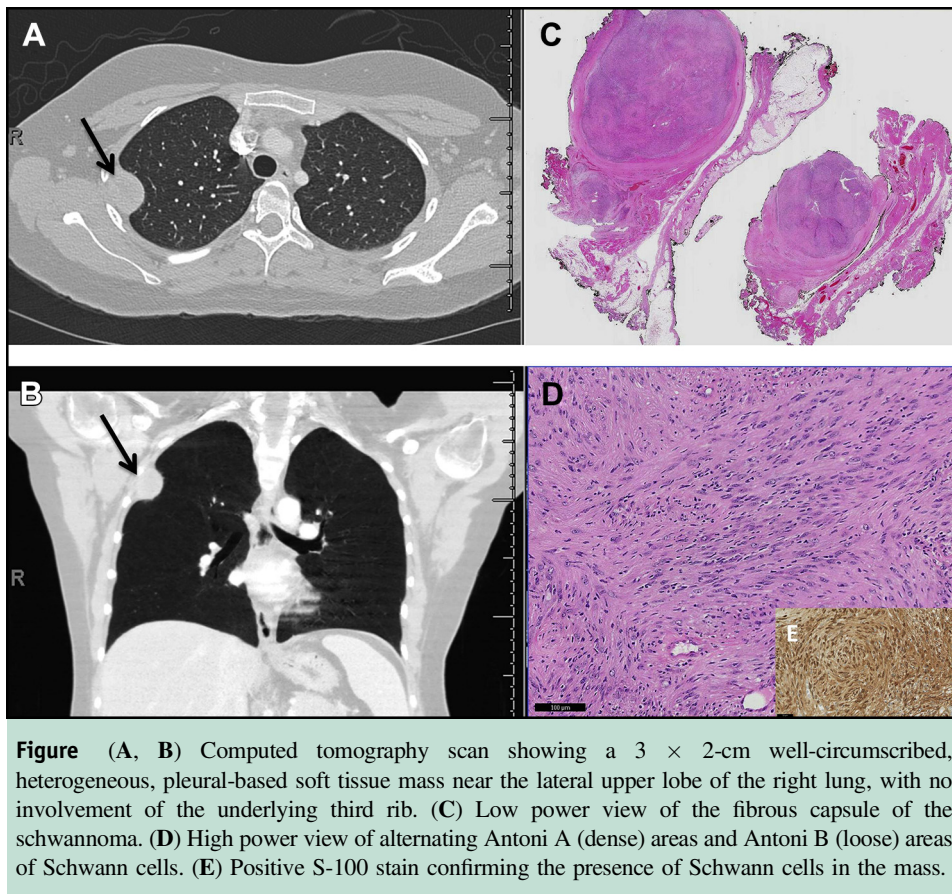 A
R
C
B
R
D
E
100 μm
Figure (A, B) Computed tomography scan showing a 3 × 2-cm well-circumscribed,
heterogeneous, pleural-based soft tissue mass near the lateral upper lobe of the right lung, with no
involvement of the underlying third rib. (C) Low power view of the fibrous capsule of the
schwannoma. (D) High power view of alternating Antoni A (dense) areas and Antoni B (loose) areas
of Schwann cells. (E) Positive S-100 stain confirming the presence of Schwann cells in the mass.